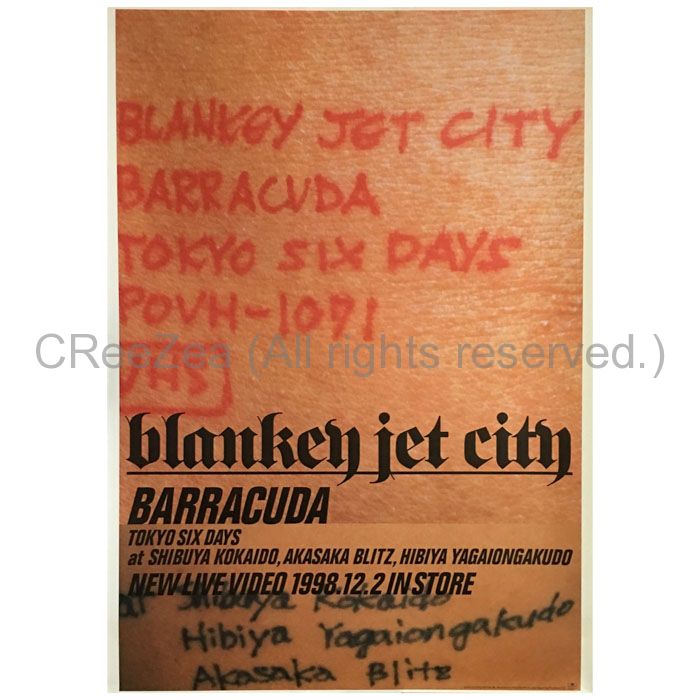 BLANKEY JET CITY
BARRACUDA
TOKYO SIX DAYS
POVH-1071
CReeZea (All rights reserved.)
VHS
blankey jet city
BARRACUDA
TOKYO SIX DAYS
at SHIBUYA KOKAIDO, AKASAKA BLITZ, HIBIYA YAGAIONGAKUDO
NEW LIVE VIDEO 1998.12.2 IN STORE
at Shibuya Kokaido
Hibiya Yagaiongakudo
Akasaka Blitz